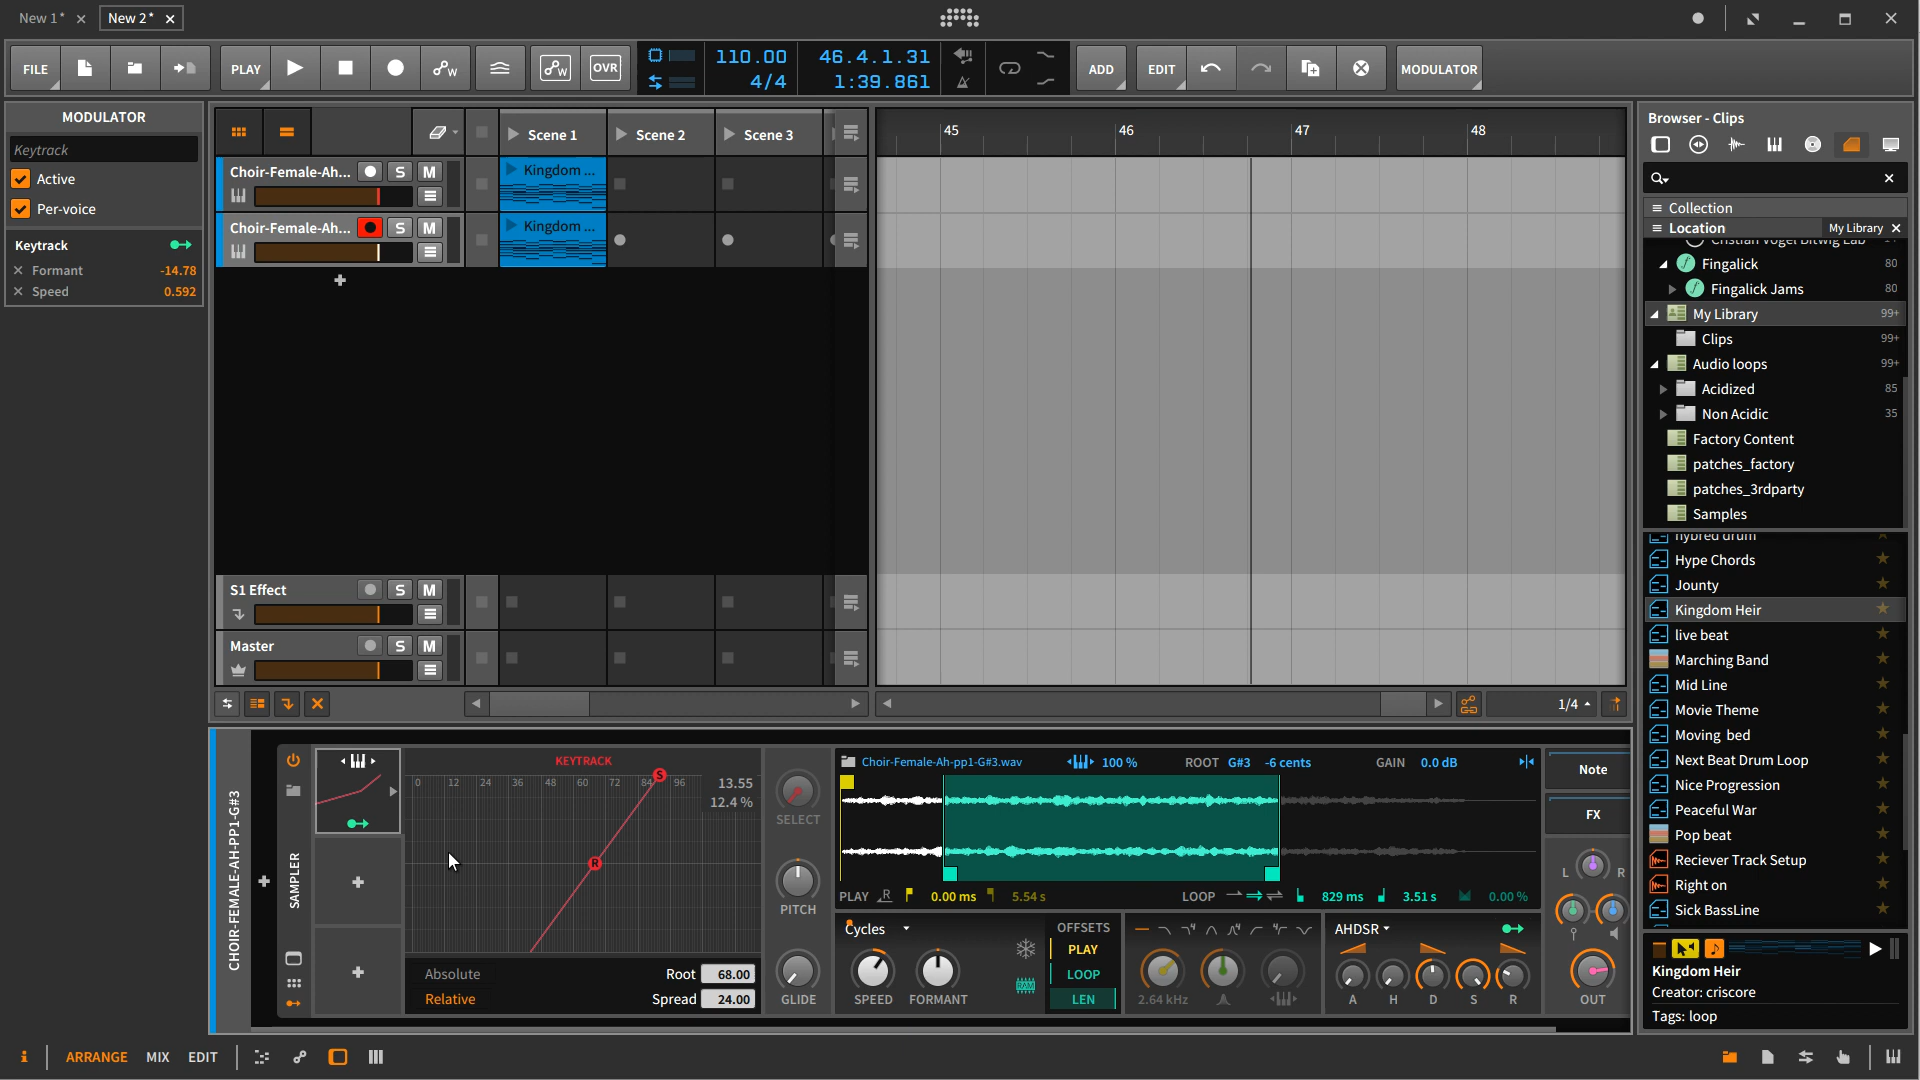 New 1* ×
New 2* ×
FILE
PLAY
OVR
110.00
4/4
46.4.1.31
1:39.861
ADD
EDIT
MODULATOR
MODULATOR
Keytrack
Active
Per-voice
Keytrack
Formant -14.78
Speed 0.592
Scene 1
Scene 2
Scene 3
45
46
47
48
Choir-Female-Ah... S M
Kingdom ...
Choir-Female-Ah... S M
Kingdom ...
S1 Effect S M
Master S M
1/4
Browser - Clips
Collection
Location
My Library ×
Cristian Vogel Bitwig Lab
Fingalick 80
Fingalick Jams 80
My Library 99+
Clips 99+
Audio loops 99+
Acidized 85
Non Acidic 35
Factory Content
patches_factory
patches_3rdparty
Samples
hybred drum
Hype Chords
Jounty
Kingdom Heir
live beat
Marching Band
Mid Line
Movie Theme
Moving bed
Next Beat Drum Loop
Nice Progression
Peaceful War
Pop beat
Reciever Track Setup
Right on
Sick BassLine
Kingdom Heir
Creator: criscore
Tags: loop
CHOIR-FEMALE-AH-PP1-G#3
SAMPLER
KEYTRACK
0 12 24 36 48 60 72 84 96
S
R
13.55
12.4 %
Absolute
Relative
Root 68.00
Spread 24.00
SELECT
PITCH
GLIDE
Choir-Female-Ah-pp1-G#3.wav
100 %
ROOT G#3 -6 cents
GAIN 0.0 dB
PLAY R 0.00 ms 5.54 s
LOOP 829 ms 3.51 s 0.00 %
Cycles
SPEED FORMANT
RAM
OFFSETS
PLAY
LOOP
LEN
2.64 kHz
AHDSR
A H D S R
Note
FX
L R
OUT
ARRANGE MIX EDIT